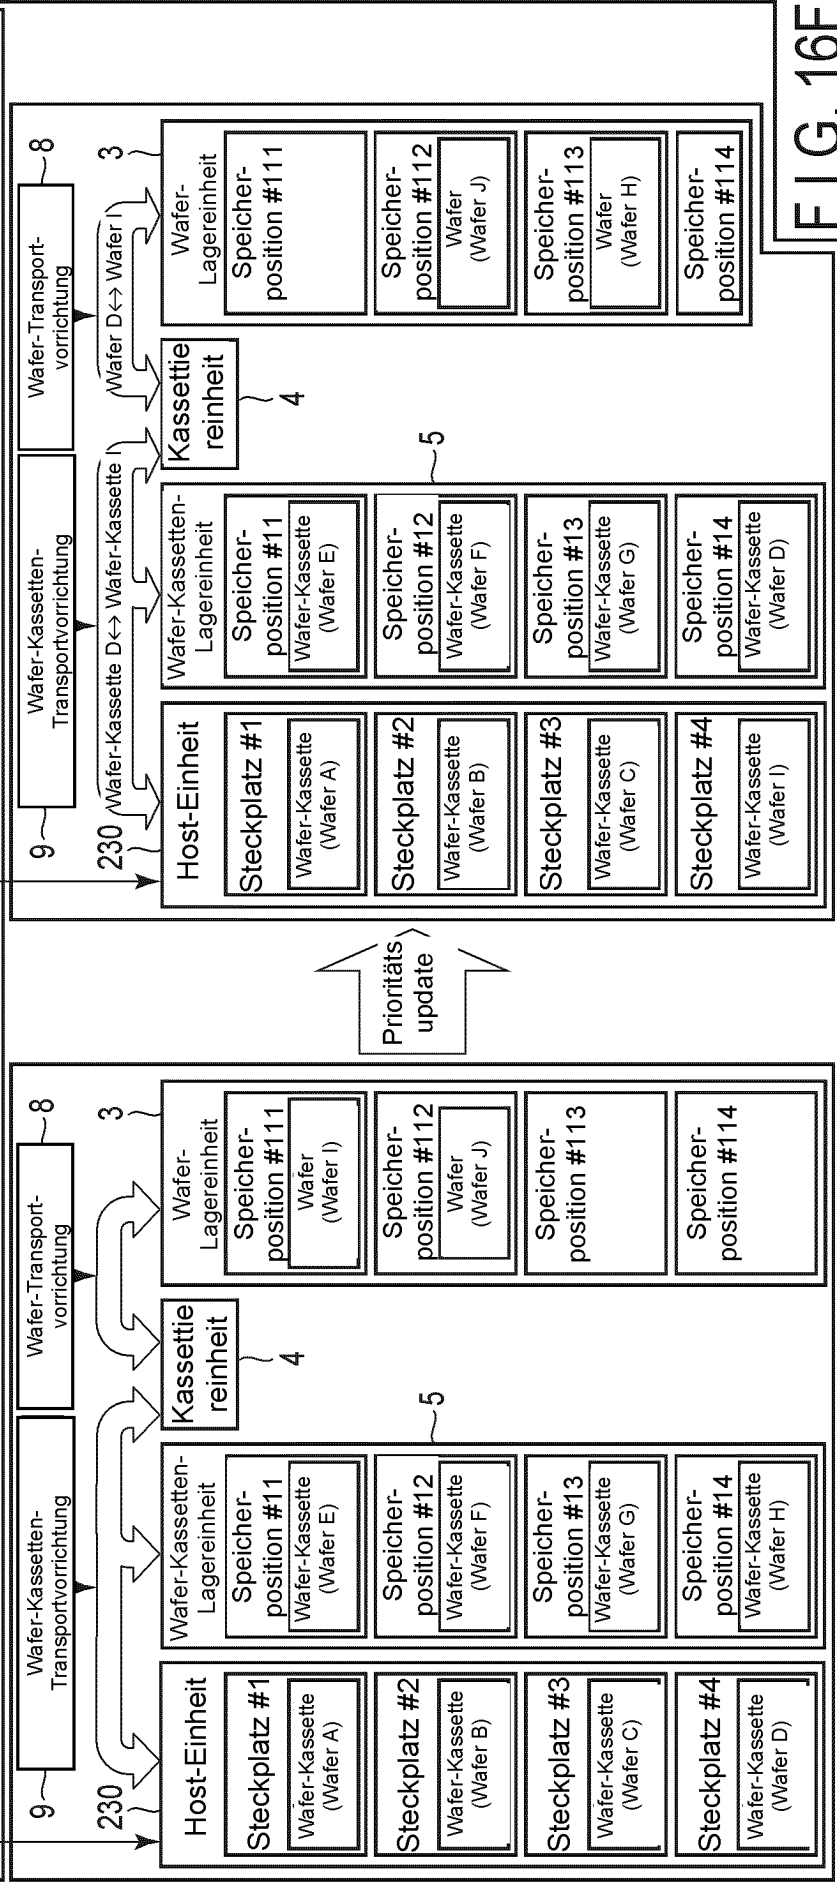 Wafer-Kassetten-
Transportvorrichtung
9
Wafer-Transport-
vorrichtung
8
230
Host-Einheit
Steckplatz #1
Wafer-Kassette
(Wafer A)
Steckplatz #2
Wafer-Kassette
(Wafer B)
Steckplatz #3
Wafer-Kassette
(Wafer C)
Steckplatz #4
Wafer-Kassette
(Wafer D)
Wafer-Kassetten-
Lagereinheit
5
Speicher-
position #11
Wafer-Kassette
(Wafer E)
Speicher-
position #12
Wafer-Kassette
(Wafer F)
Speicher-
position #13
Wafer-Kassette
(Wafer G)
Speicher-
position #14
Wafer-Kassette
(Wafer H)
Kassettie
reinheit
4
3
Wafer-
Lagereinheit
Speicher-
position #111
Wafer
(Wafer I)
Speicher-
position #112
Wafer
(Wafer J)
Speicher-
position #113
Speicher-
position #114
Prioritäts
update
Wafer-Kassetten-
Transportvorrichtung
9
Wafer-Transport-
vorrichtung
8
Wafer-Kassette D↔ Wafer-Kassette I
Wafer D↔ Wafer I
230
Host-Einheit
Steckplatz #1
Wafer-Kassette
(Wafer A)
Steckplatz #2
Wafer-Kassette
(Wafer B)
Steckplatz #3
Wafer-Kassette
(Wafer C)
Steckplatz #4
Wafer-Kassette
(Wafer I)
Wafer-Kassetten-
Lagereinheit
5
Speicher-
position #11
Wafer-Kassette
(Wafer E)
Speicher-
position #12
Wafer-Kassette
(Wafer F)
Speicher-
position #13
Wafer-Kassette
(Wafer G)
Speicher-
position #14
Wafer-Kassette
(Wafer D)
Kassettie
reinheit
4
3
Wafer-
Lagereinheit
Speicher-
position #111
Speicher-
position #112
Wafer
(Wafer J)
Speicher-
position #113
Wafer
(Wafer H)
Speicher-
position #114
FIG. 16F